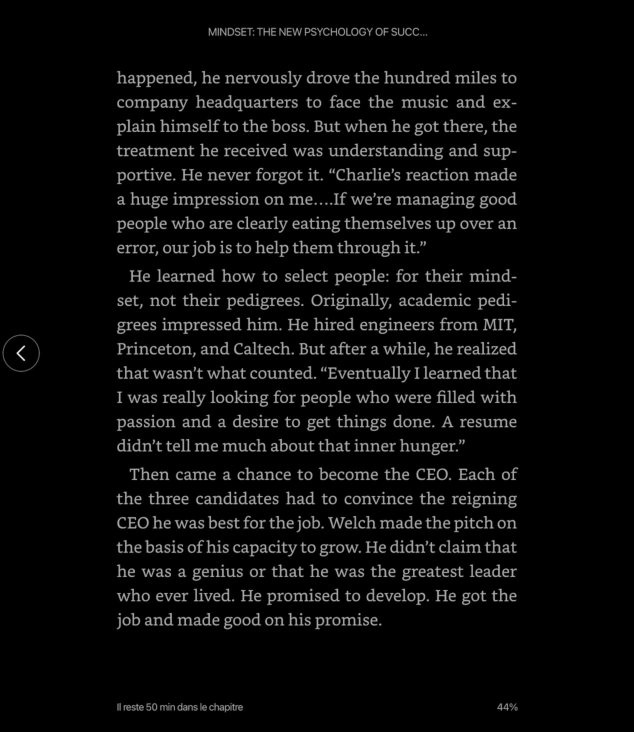 MINDSET: THE NEW PSYCHOLOGY OF SUCC...
happened, he nervously drove the hundred miles to
company headquarters to face the music and ex-
plain himself to the boss. But when he got there, the
treatment he received was understanding and sup-
portive. He never forgot it. “Charlie’s reaction made
a huge impression on me.…If we’re managing good
people who are clearly eating themselves up over an
error, our job is to help them through it.”
He learned how to select people: for their mind-
set, not their pedigrees. Originally, academic pedi-
grees impressed him. He hired engineers from MIT,
Princeton, and Caltech. But after a while, he realized
that wasn’t what counted. “Eventually I learned that
I was really looking for people who were filled with
passion and a desire to get things done. A resume
didn’t tell me much about that inner hunger.”
Then came a chance to become the CEO. Each of
the three candidates had to convince the reigning
CEO he was best for the job. Welch made the pitch on
the basis of his capacity to grow. He didn’t claim that
he was a genius or that he was the greatest leader
who ever lived. He promised to develop. He got the
job and made good on his promise.
Il reste 50 min dans le chapitre
44%